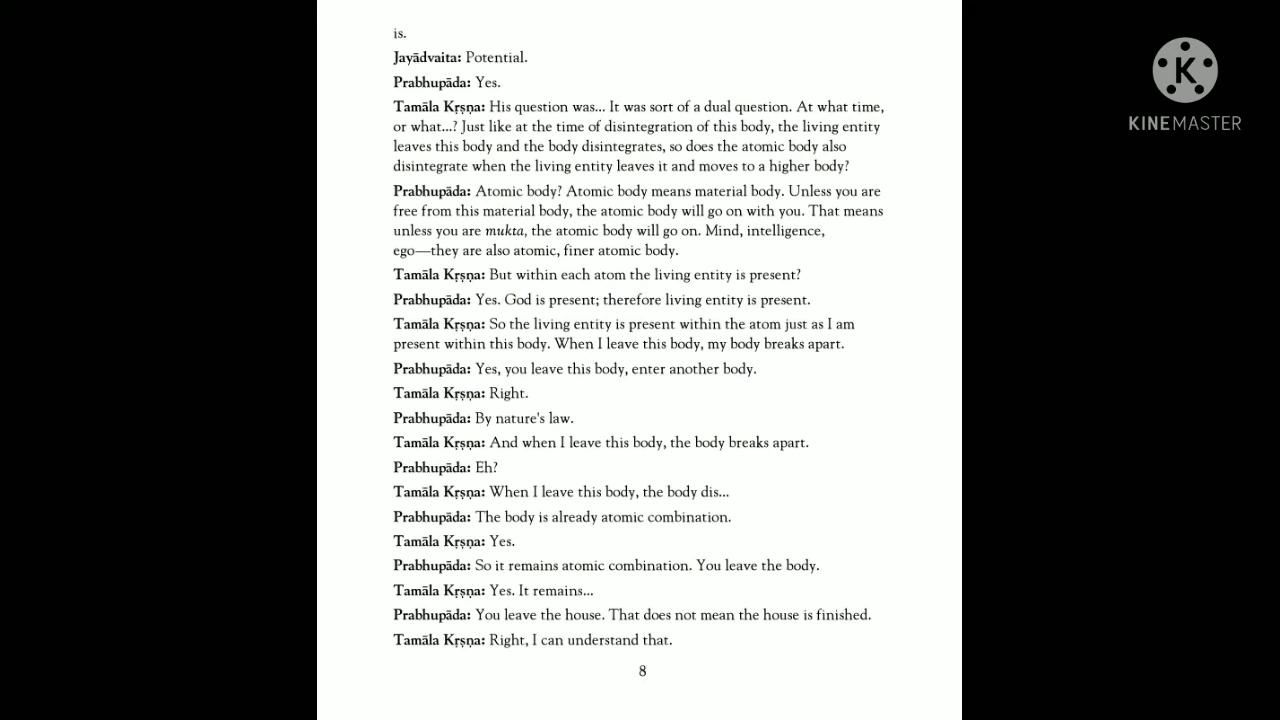 is.
Jayādvaita: Potential.
Prabhupāda: Yes.
Tamāla Kṛṣṇa: His question was... It was sort of a dual question. At what time,
or what...? Just like at the time of disintegration of this body, the living entity
leaves this body and the body disintegrates, so does the atomic body also
disintegrate when the living entity leaves it and moves to a higher body?
Prabhupāda: Atomic body? Atomic body means material body. Unless you are
free from this material body, the atomic body will go on with you. That means
unless you are mukta, the atomic body will go on. Mind, intelligence,
ego—they are also atomic, finer atomic body.
Tamāla Kṛṣṇa: But within each atom the living entity is present?
Prabhupāda: Yes. God is present; therefore living entity is present.
Tamāla Kṛṣṇa: So the living entity is present within the atom just as I am
present within this body. When I leave this body, my body breaks apart.
Prabhupāda: Yes, you leave this body, enter another body.
Tamāla Kṛṣṇa: Right.
Prabhupāda: By nature's law.
Tamāla Kṛṣṇa: And when I leave this body, the body breaks apart.
Prabhupāda: Eh?
Tamāla Kṛṣṇa: When I leave this body, the body dis...
Prabhupāda: The body is already atomic combination.
Tamāla Kṛṣṇa: Yes.
Prabhupāda: So it remains atomic combination. You leave the body.
Tamāla Kṛṣṇa: Yes. It remains...
Prabhupāda: You leave the house. That does not mean the house is finished.
Tamāla Kṛṣṇa: Right, I can understand that.
8
K
KINEMASTER